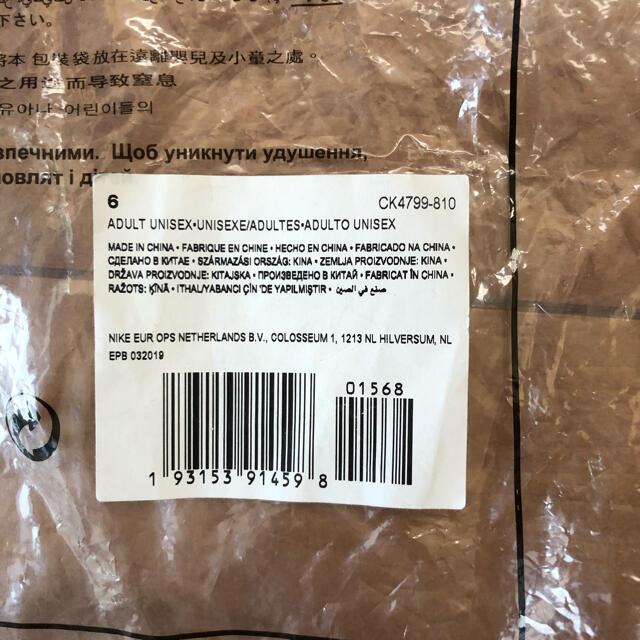 下さい。
將本 包裝袋放在遠離嬰兒及小童之處。
之用途而导致窒息
유아나 어린이들의
зпечними. Щоб уникнути удушення,
6 CK4799-810
ADULT UNISEX•UNISEXE/ADULTES•ADULTO UNISEX
MADE IN CHINA • FABRIQUE EN CHINE • HECHO EN CHINA • FABRICADO NA CHINA •
СДЕЛАНО В КИТАЕ • SZÁRMAZÁSI ORSZÁG: KINA • ZEMLJA PROIZVODNJE: KINA •
DRŽAVA PROIZVODNJE: KITAJSKA • ПРОИЗВЕДЕНО В КИТАЙ • FABRICAT ÎN CHINA •
RAŽOTS: ĶĪNĀ • ITHAL/YABANCI ÇİN 'DE YAPILMIŞTIR • صنع في الصين
NIKE EUR OPS NETHERLANDS B.V., COLOSSEUM 1, 1213 NL HILVERSUM, NL
EPB 032019
01568
1 93153 91459 8